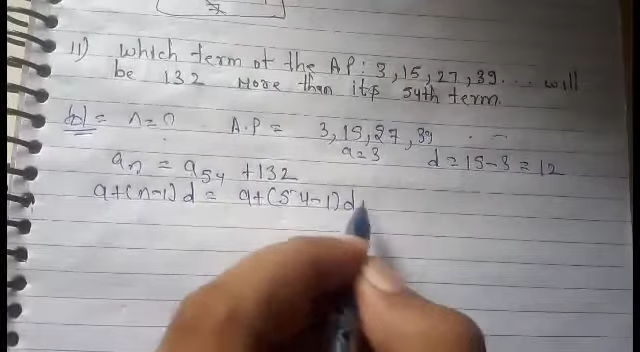 11) Which term of the AP: 3, 15, 27, 39... will
be 132 More than its 54th term.
n = ? A.P = 3, 15, 27, 39 ...
a = 3 d = 15 - 3 = 12
an = a54 + 132
a+(n-1)d = a+(54-1)d